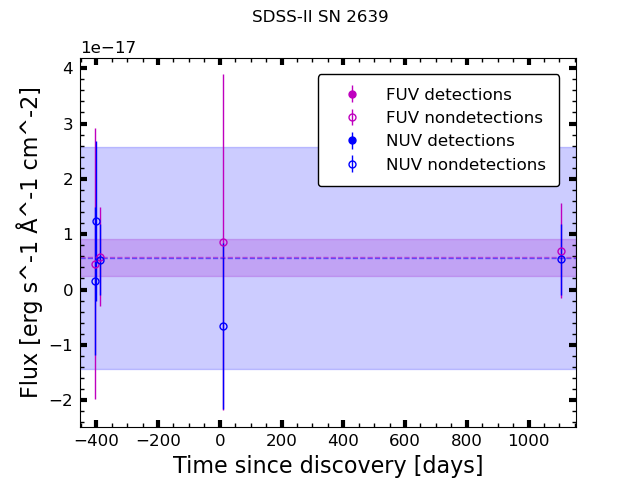 SDSS-II SN 2639
1e−17
FUV detections
FUV nondetections
NUV detections
NUV nondetections
4
3
2
1
0
−1
−2
Flux [erg s^-1 Å^-1 cm^-2]
−400 −200 0 200 400 600 800 1000
Time since discovery [days]